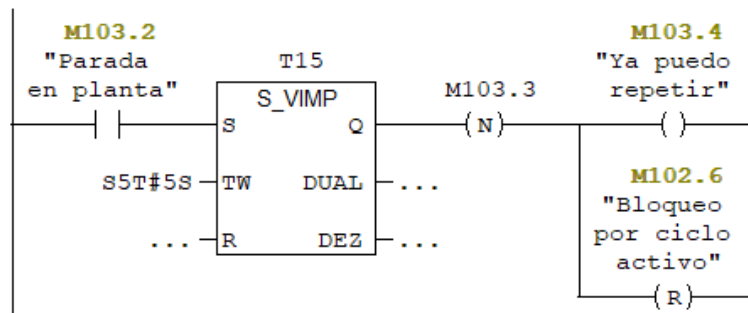 M103.2
"Parada
en planta"
T15
S_VIMP
S
Q
M103.3
(N)
M103.4
"Ya puedo
repetir"
( )
S5T#5S
TW
DUAL
...
...
R
DEZ
...
M102.6
"Bloqueo
por ciclo
activo"
(R)